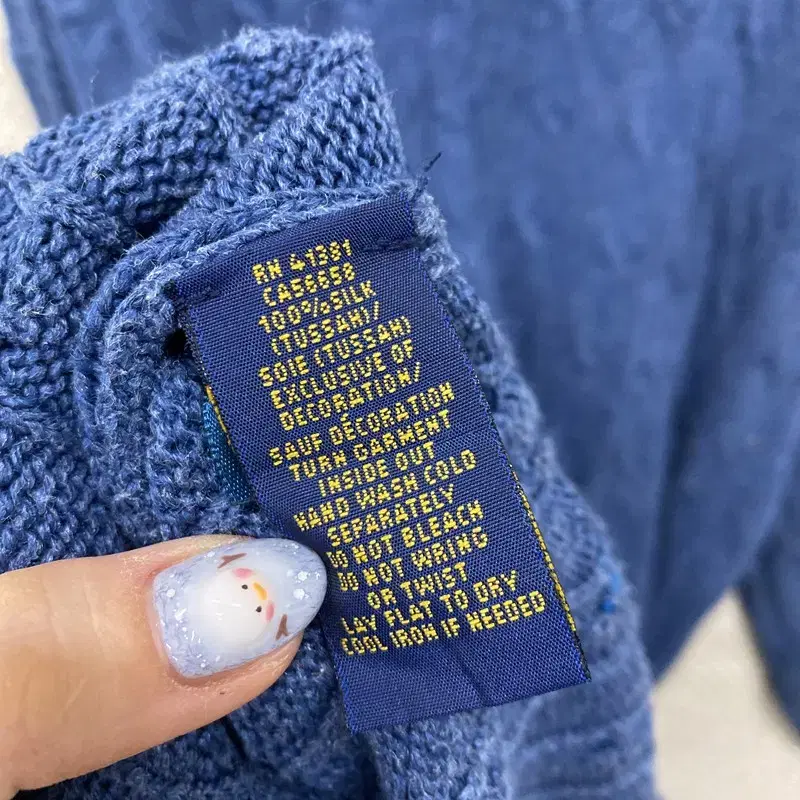 RN 41381
CA56858
100%SILK
(TUSSAH)/
SOIE (TUSSAH)
EXCLUSIVE OF
DECORATION/
SAUF DÉCORATION
TURN GARMENT
INSIDE OUT
HAND WASH COLD
SEPARATELY
DO NOT BLEACH
DO NOT WRING
OR TWIST
LAY FLAT TO DRY
COOL IRON IF NEEDED